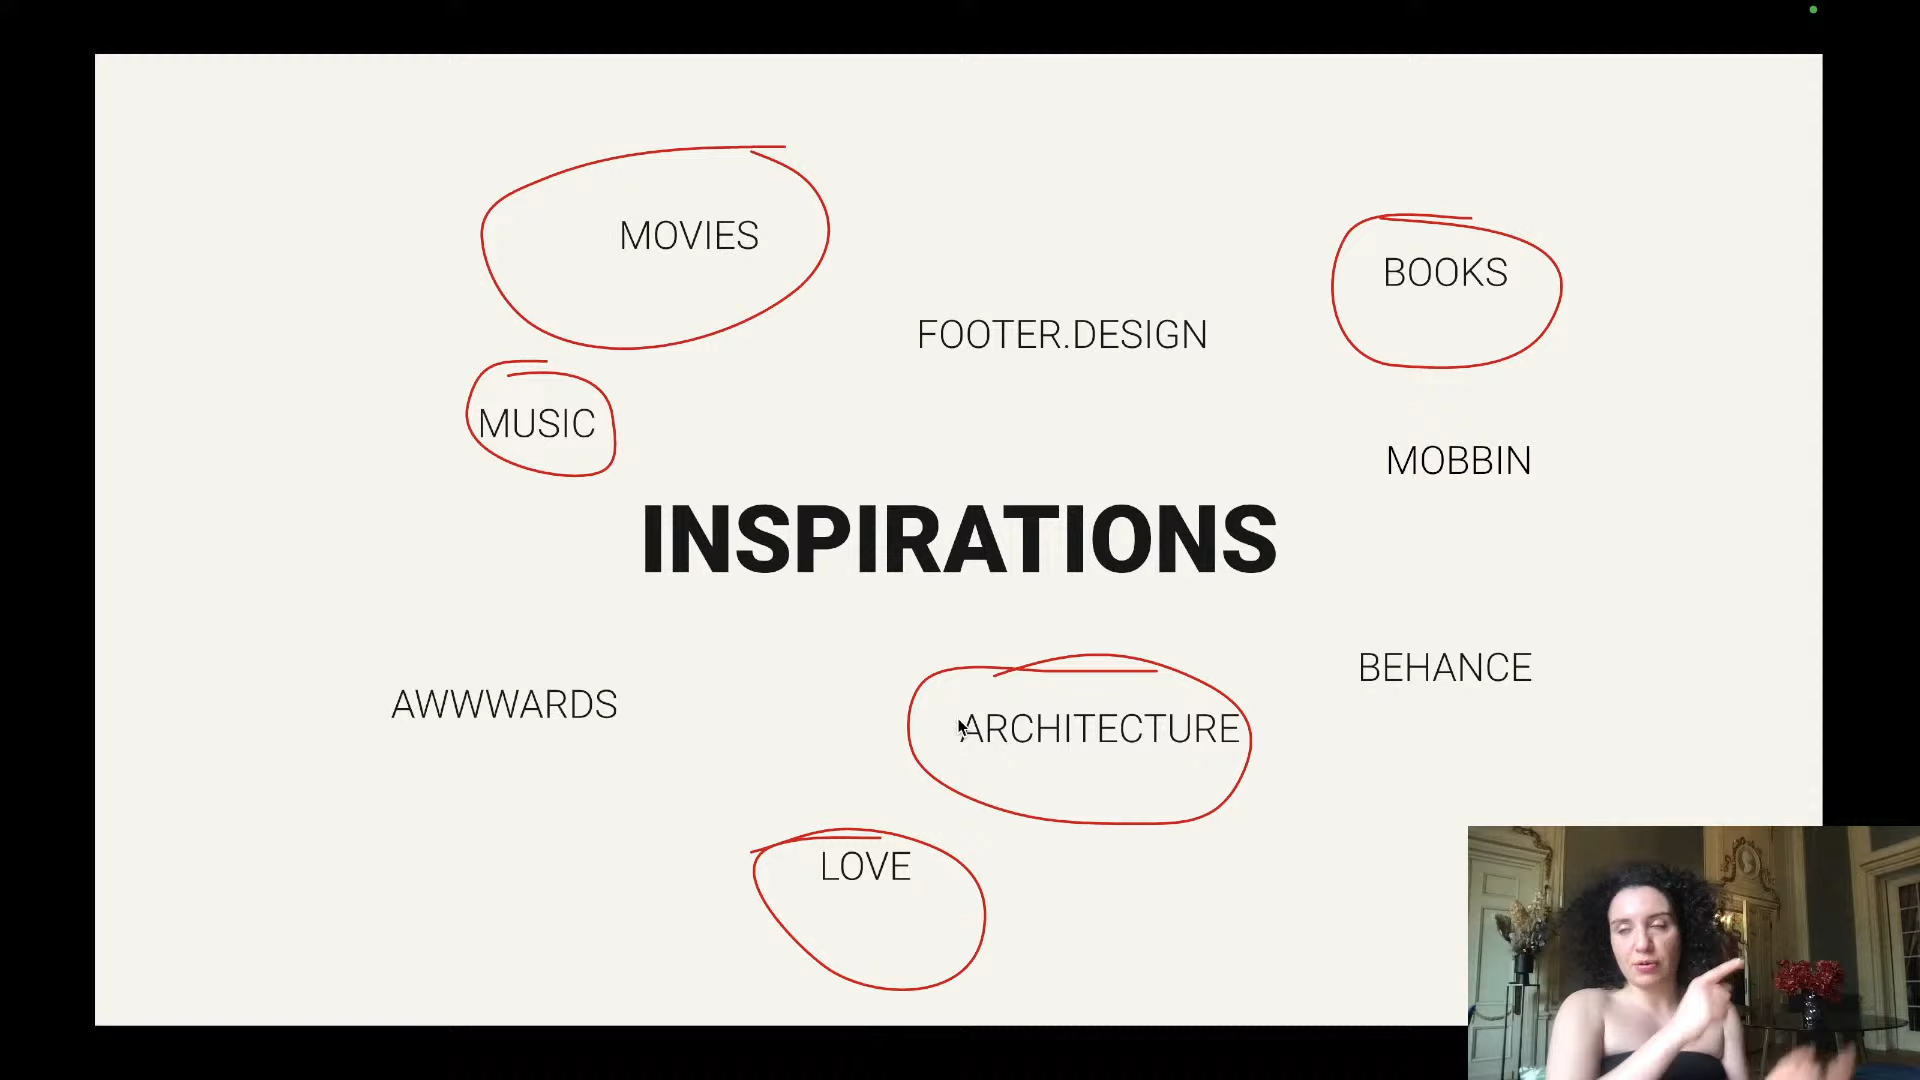 MOVIES
BOOKS
FOOTER.DESIGN
MUSIC
MOBBIN
INSPIRATIONS
BEHANCE
AWWWARDS
ARCHITECTURE
LOVE